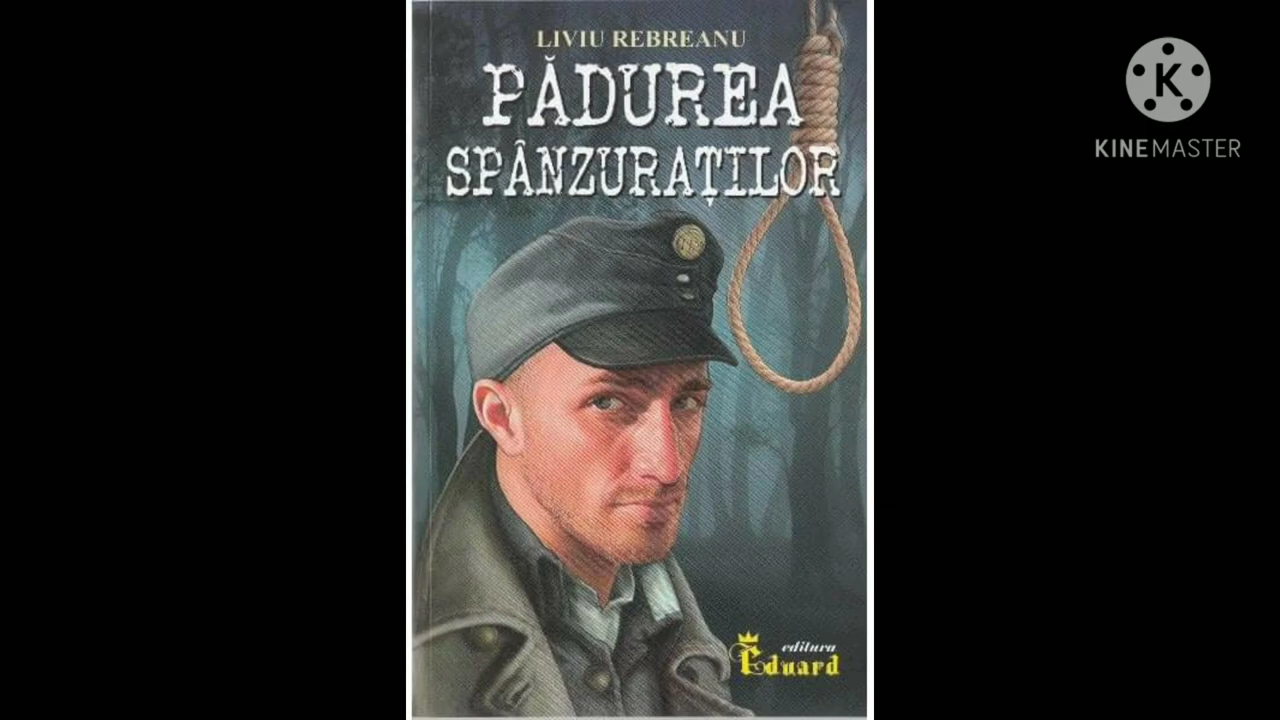 LIVIU REBREANU
PĂDUREA
SPÂNZURAȚILOR
editura
Eduard
K
KINEMASTER